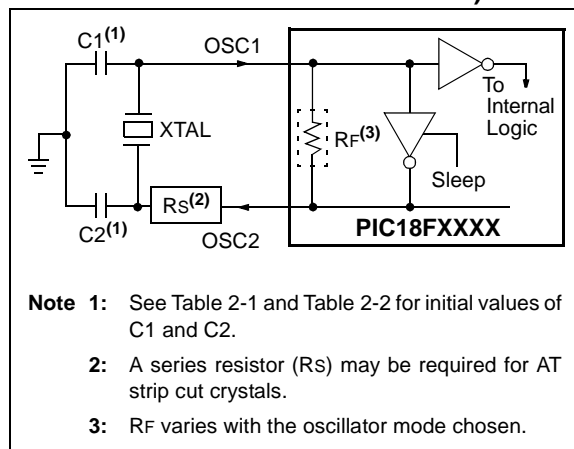 C1(1)
OSC1
To
Internal
Logic
XTAL
RF(3)
Sleep
RS(2)
C2(1)
OSC2
PIC18FXXXX
Note 1: See Table 2-1 and Table 2-2 for initial values of
C1 and C2.
2: A series resistor (RS) may be required for AT
strip cut crystals.
3: RF varies with the oscillator mode chosen.